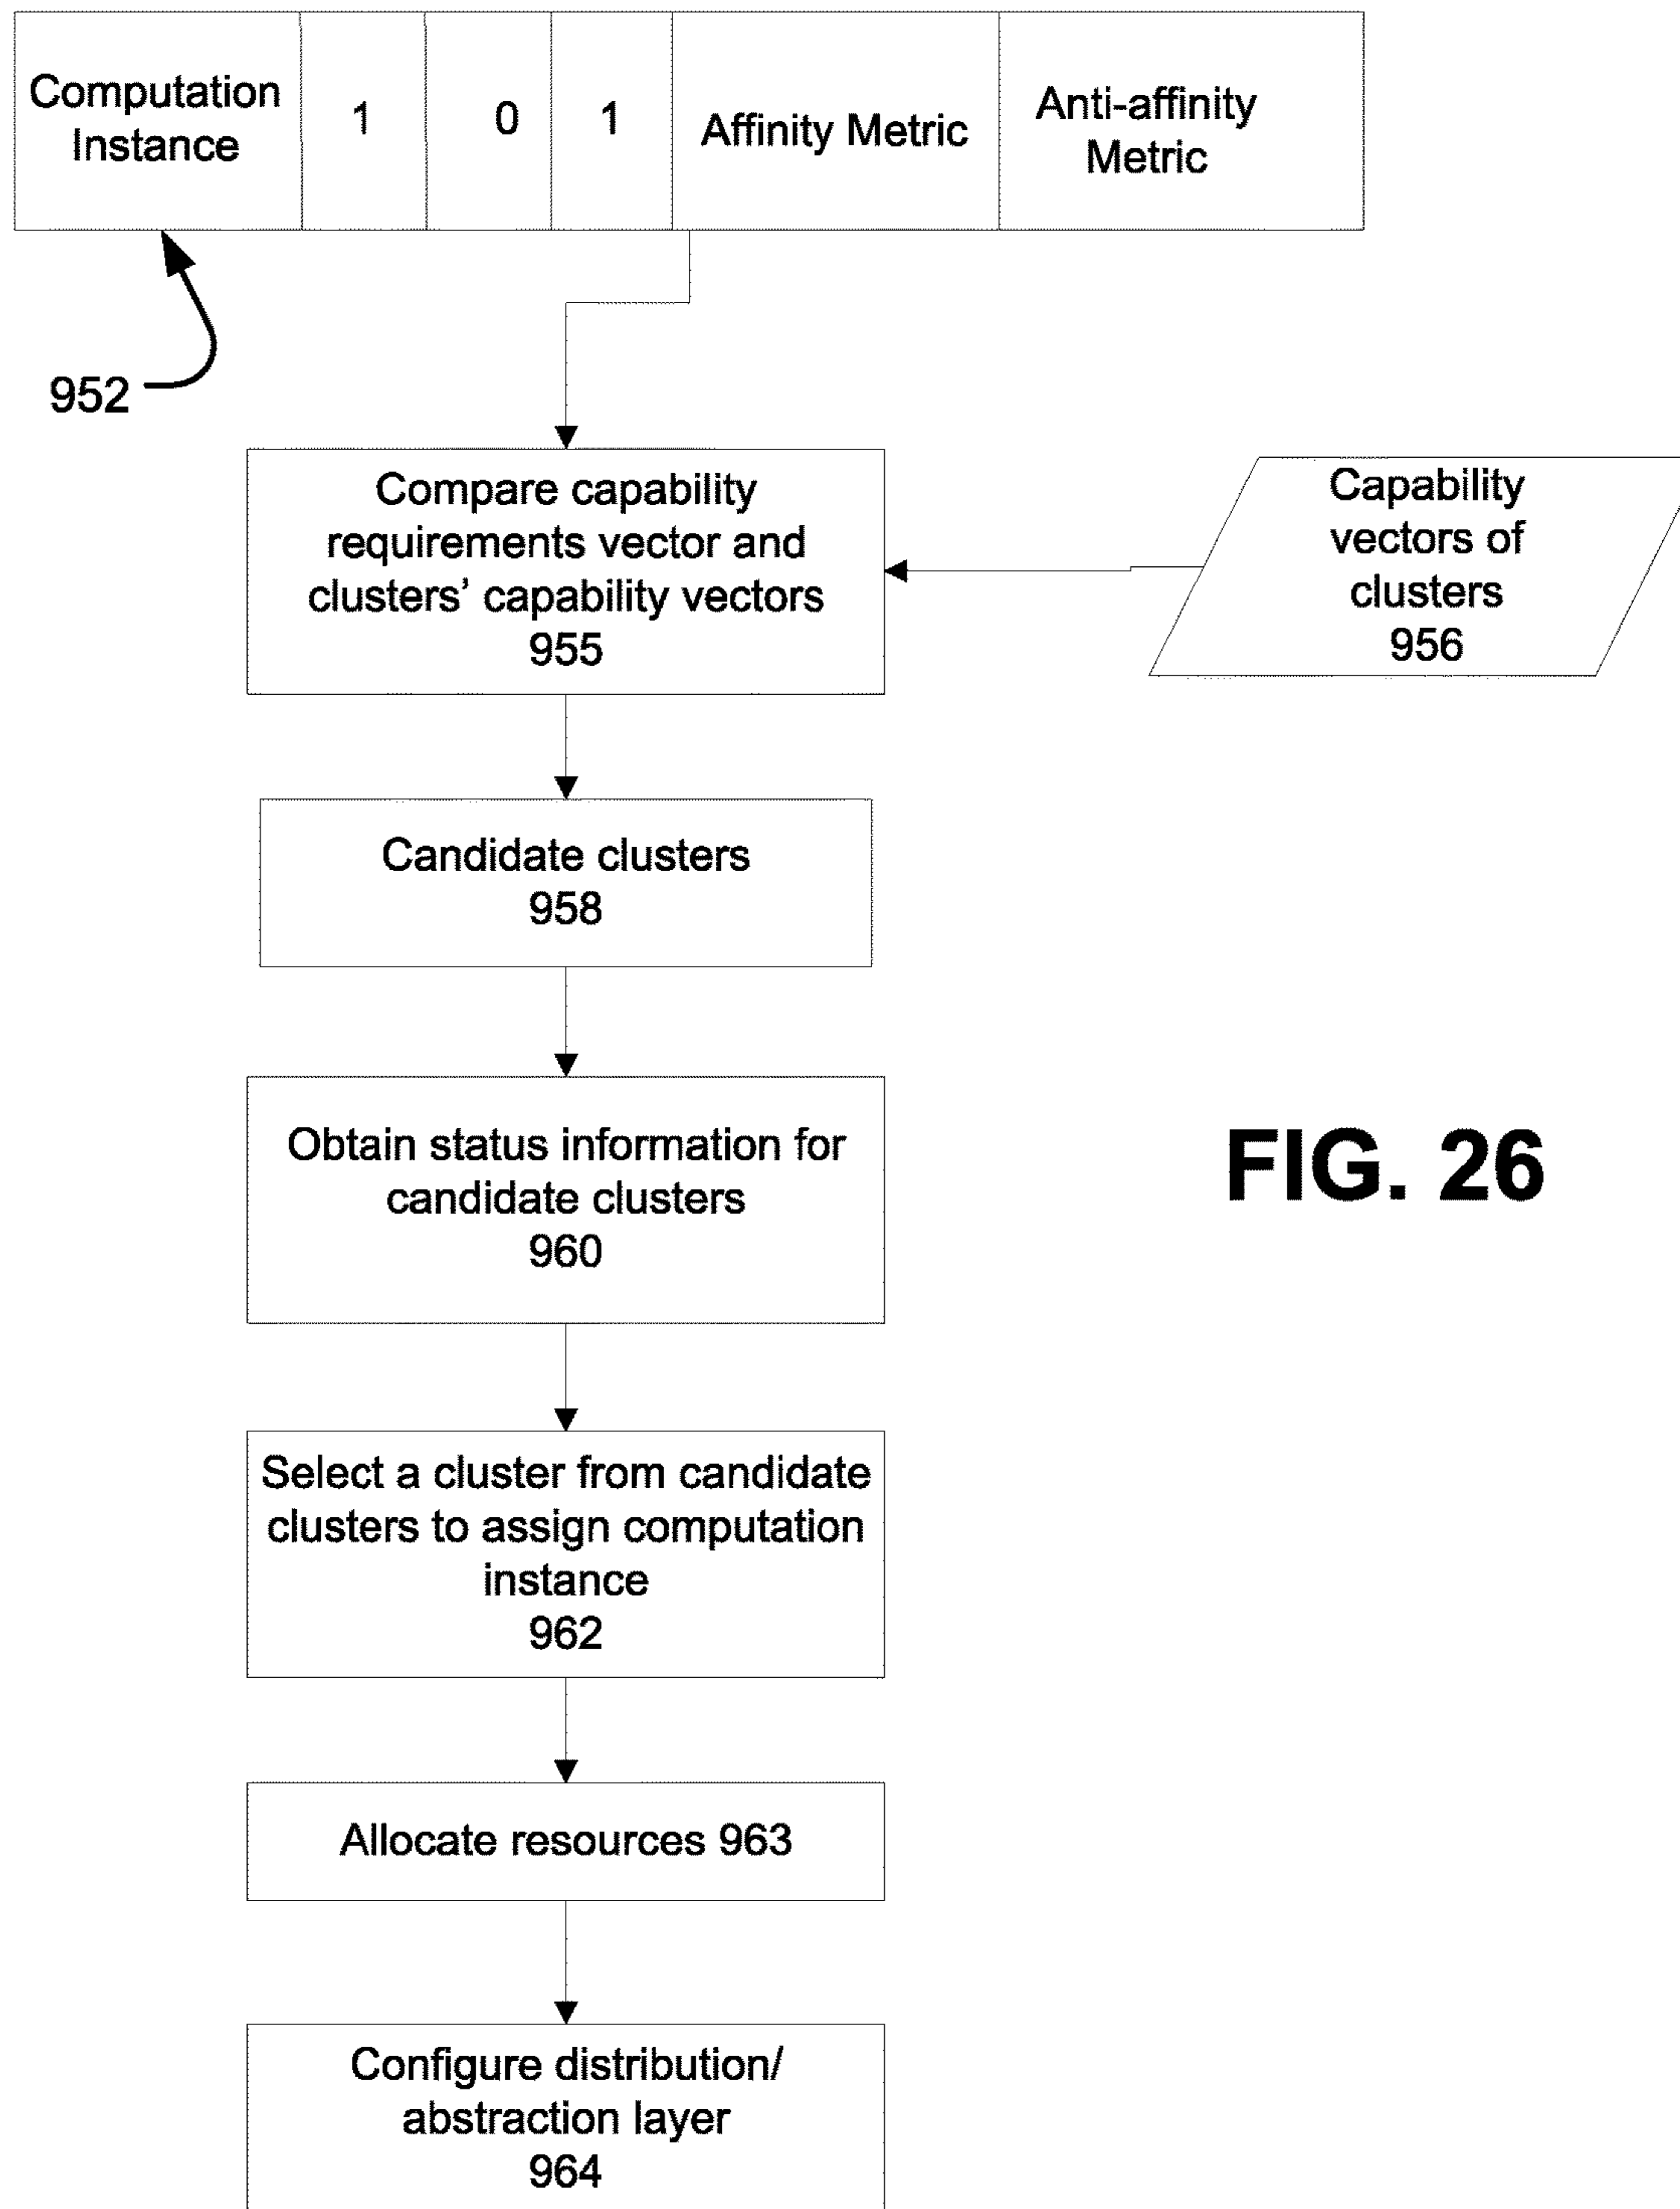 Computation
Instance
1
0
1
Affinity Metric
Anti-affinity
Metric
952
Compare capability
requirements vector and
clusters' capability vectors
955
Capability
vectors of
clusters
956
Candidate clusters
958
Obtain status information for
candidate clusters
960
FIG. 26
Select a cluster from candidate
clusters to assign computation
instance
962
Allocate resources 963
Configure distribution/
abstraction layer
964